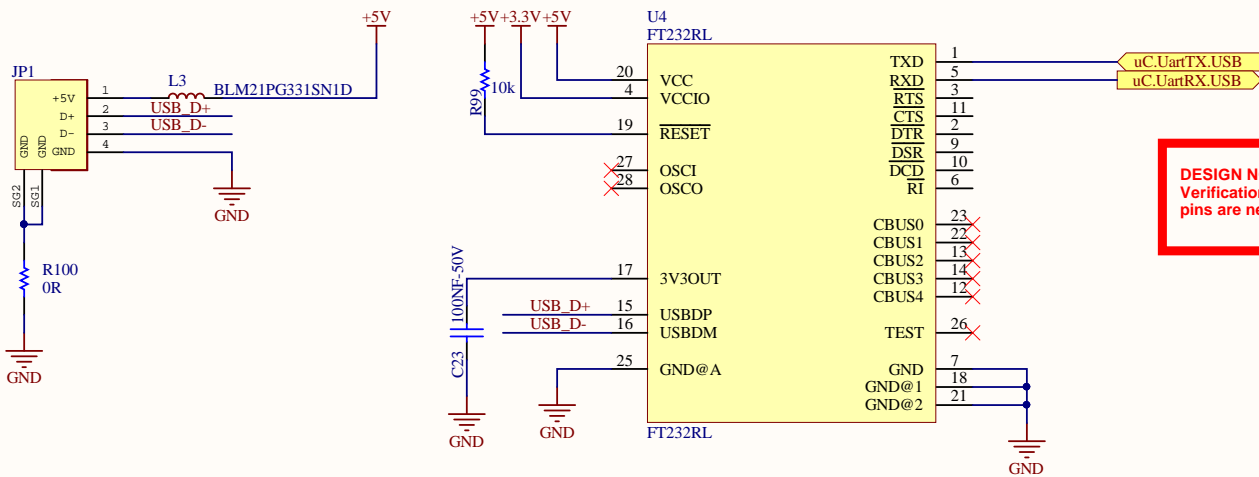 +5V
JP1
+5V
D+
D-
GND
GND
GND
1
2
3
4
L3
BLM21PG331SN1D
USB_D+
USB_D-
GND
SG2
SG1
R100
0R
GND
+5V
+3.3V
+5V
R99
10k
100NF-50V
C23
GND
USB_D+
USB_D-
GND
U4
FT232RL
20 VCC
4 VCCIO
19 RESET
27 OSCI
28 OSCO
17 3V3OUT
15 USBDP
16 USBDM
25 GND@A
TXD 1
RXD 5
RTS 3
CTS 11
DTR 2
DSR 9
DCD 10
RI 6
CBUS0 23
CBUS1 22
CBUS2 13
CBUS3 14
CBUS4 12
TEST 26
GND 7
GND@1 18
GND@2 21
FT232RL
GND
uC.UartTX.USB
uC.UartRX.USB
DESIGN N
Verification
pins are ne